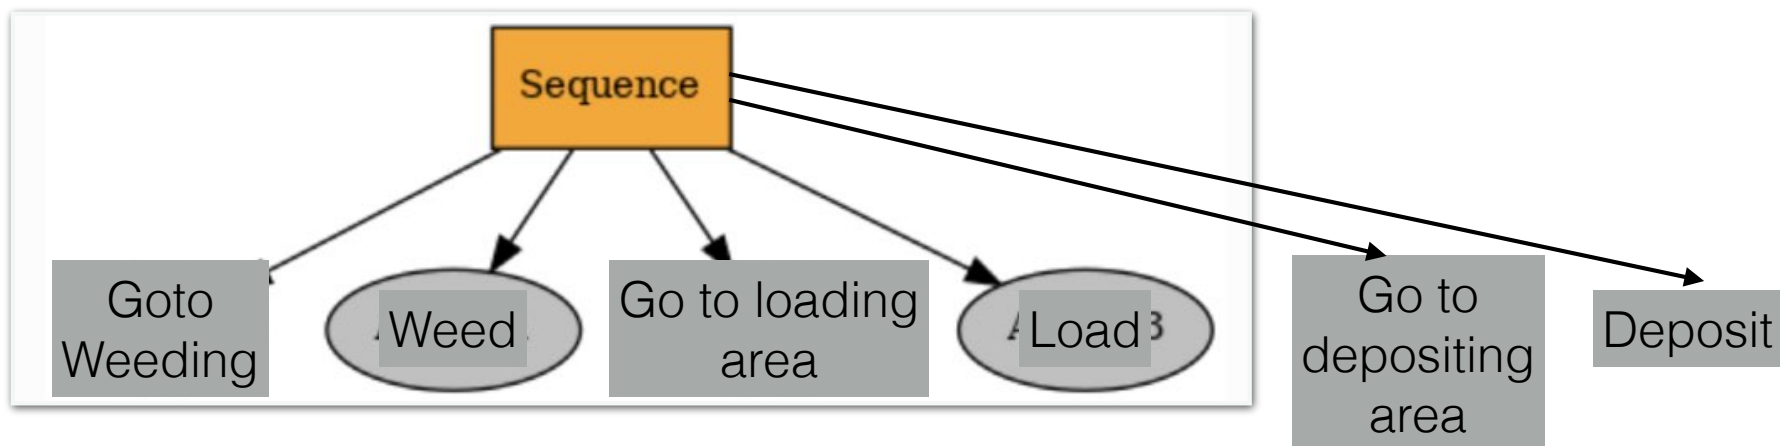 Sequence
Goto
Weeding
Weed
Go to loading
area
Load
Go to
depositing
area
Deposit